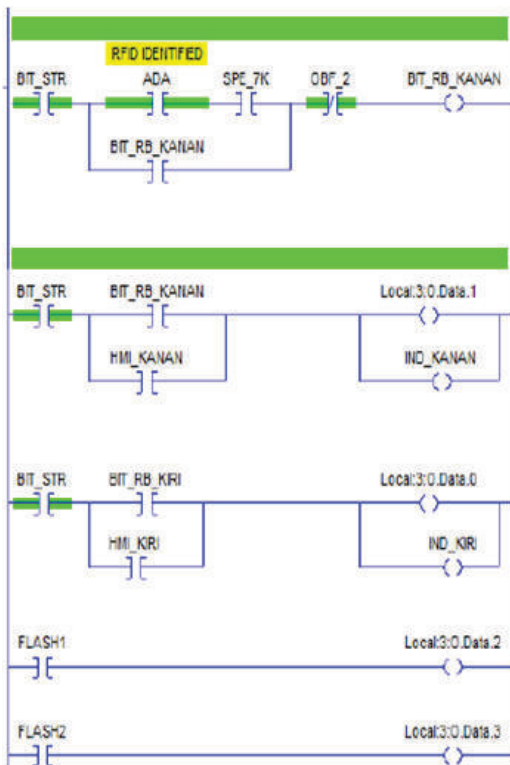 RFID IDENTIFIED
BIT_STR ADA SPE_7K OBF_2 BIT_RB_KANAN
BIT_RB_KANAN
BIT_STR BIT_RB_KANAN Local:3:O.Data.1
HMI_KANAN IND_KANAN
BIT_STR BIT_RB_KIRI Local:3:O.Data.0
HMI_KIRI IND_KIRI
FLASH1 Local:3:O.Data.2
FLASH2 Local:3:O.Data.3